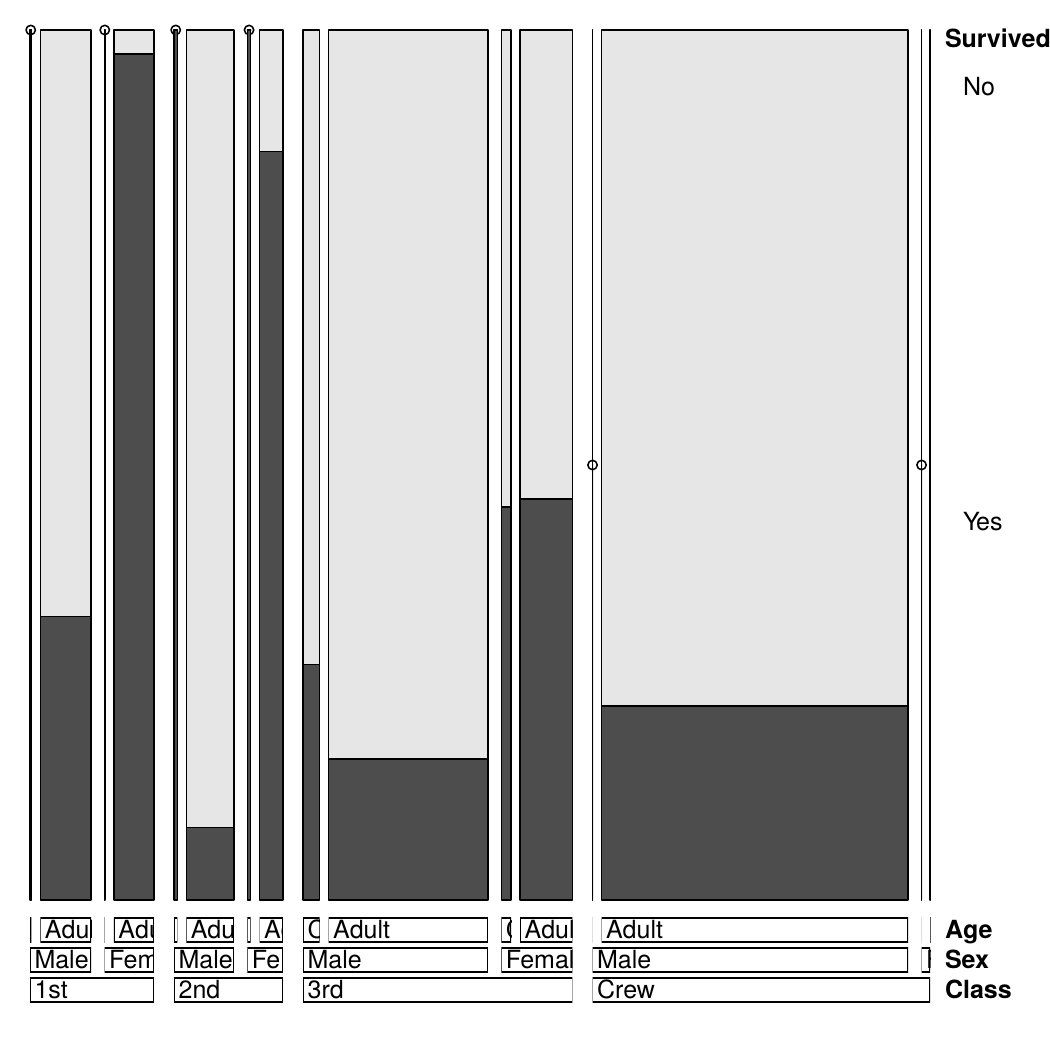 Survived
No
Yes
Adu Adu Adu A C Adult Adul Adult Age
Male Fem Male Fe Male Femal Male Sex
1st 2nd 3rd Crew Class